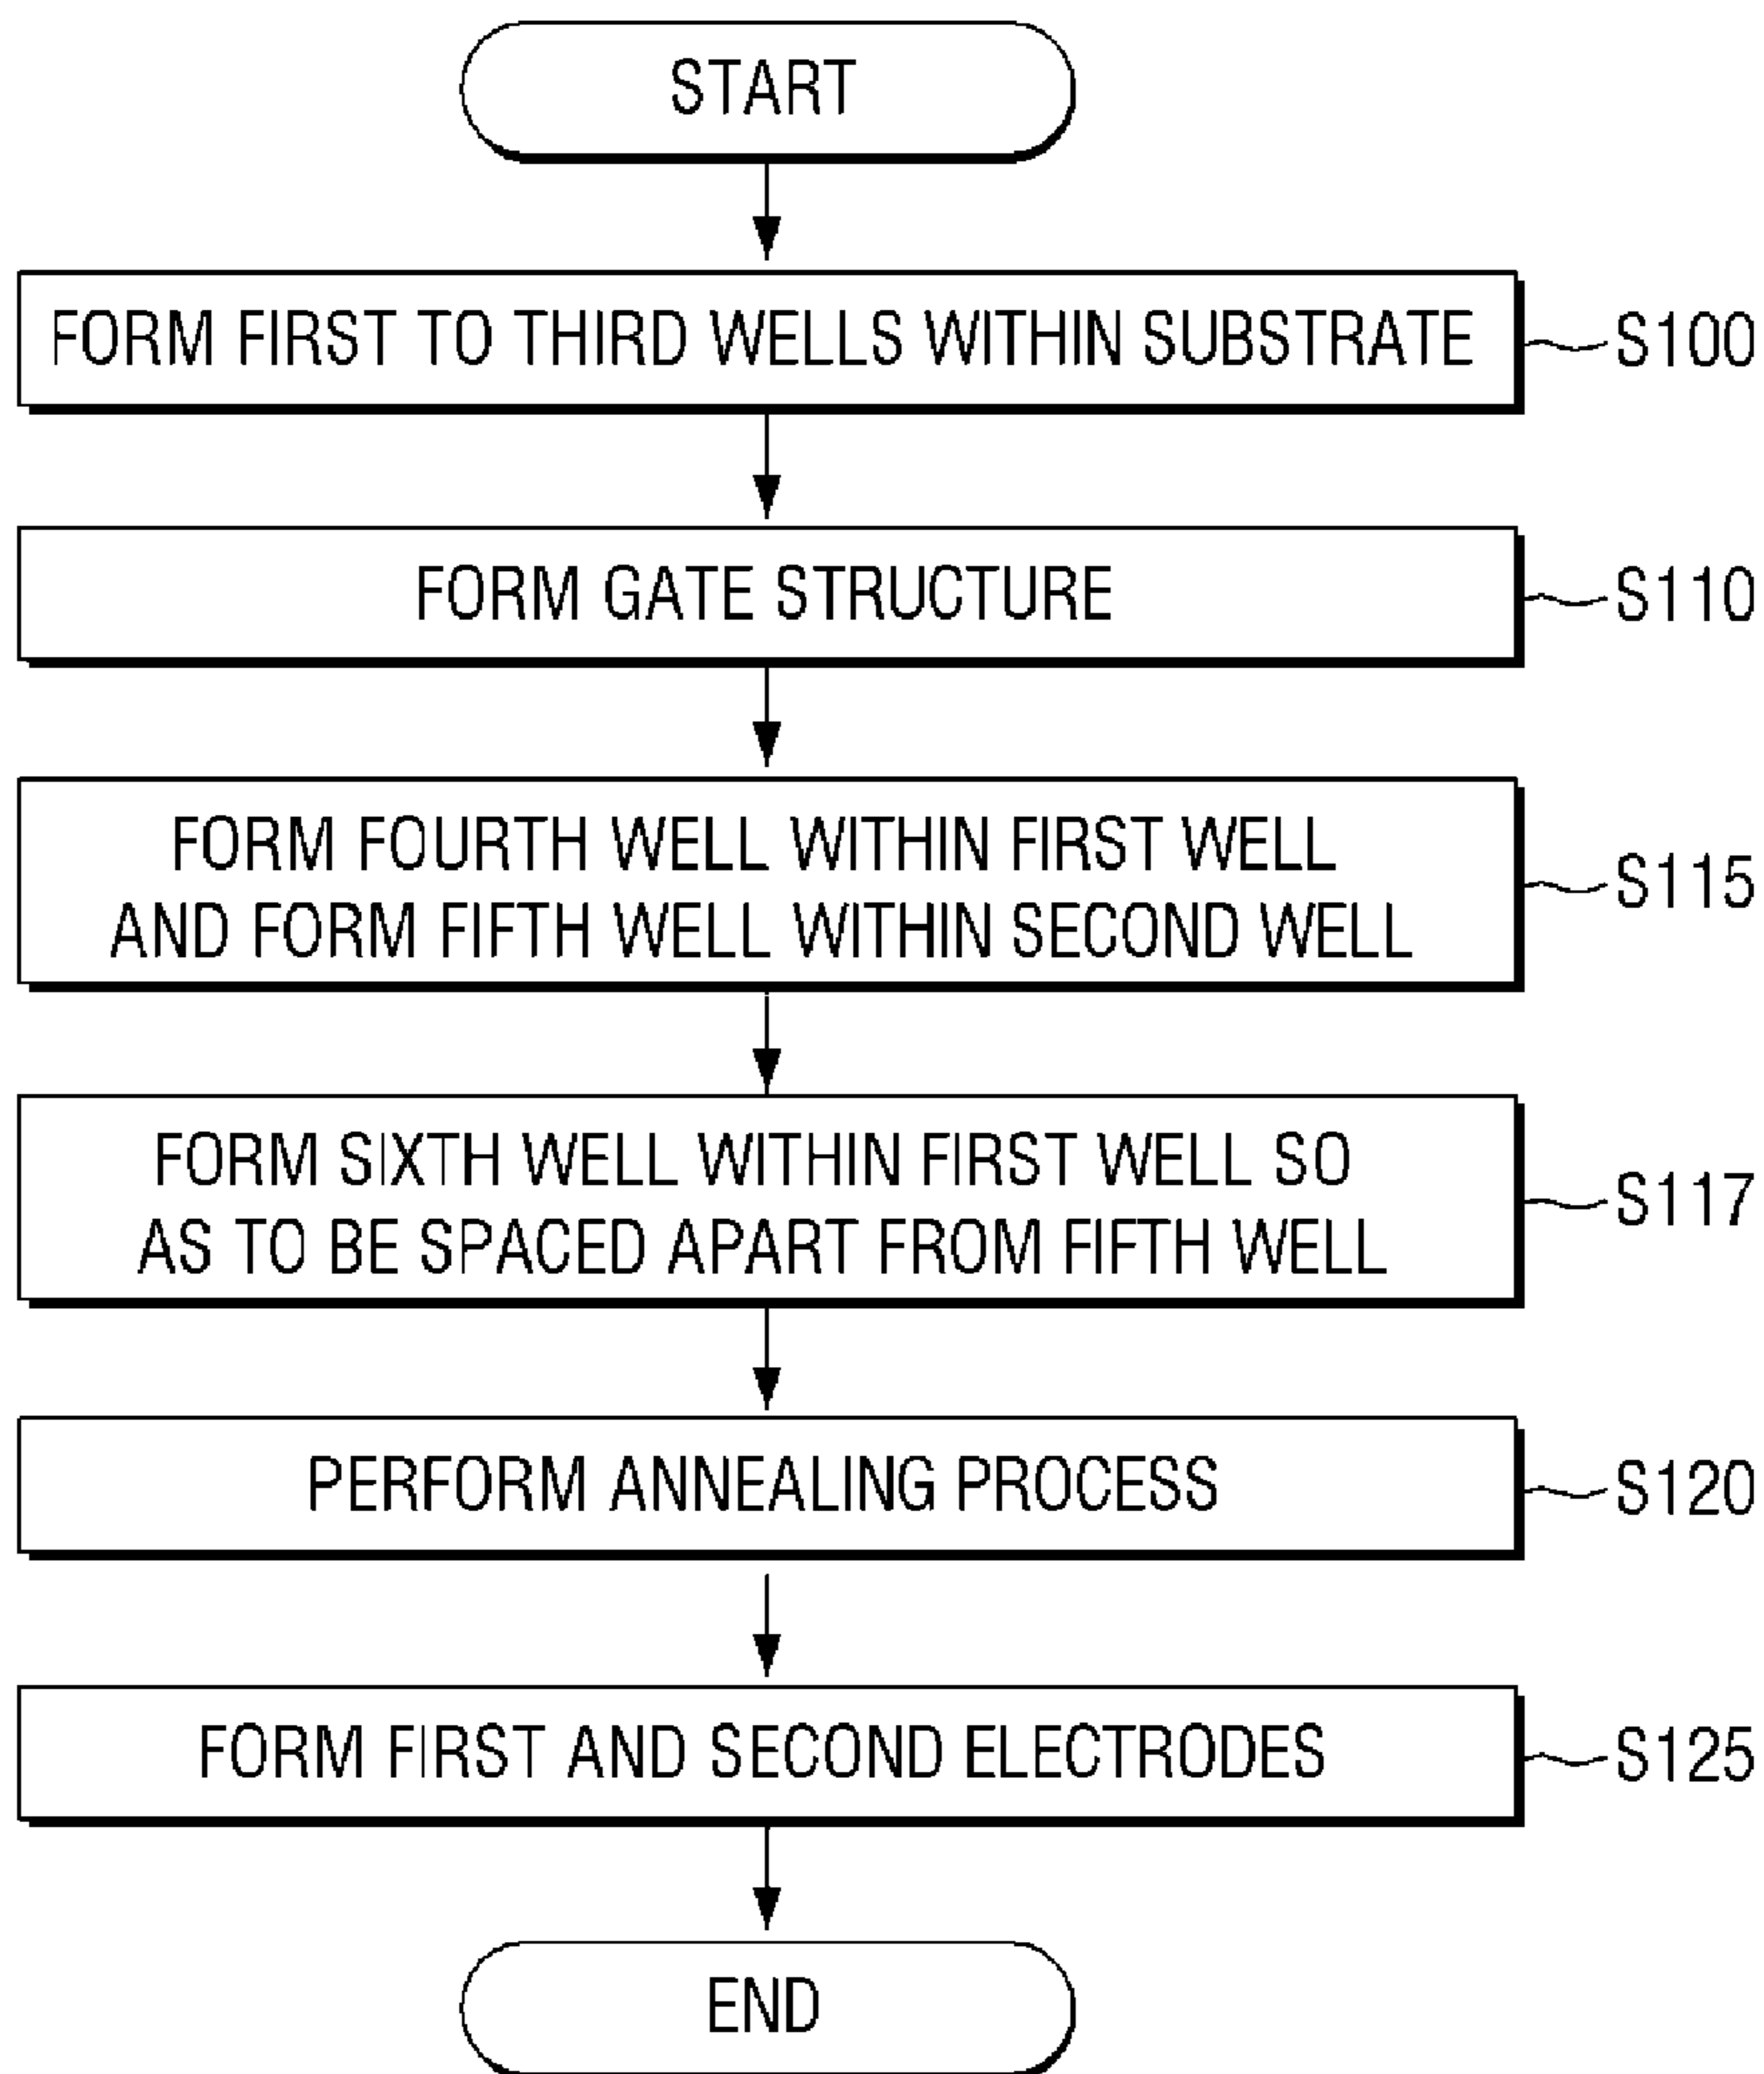 START
FORM FIRST TO THIRD WELLS WITHIN SUBSTRATE
S100
FORM GATE STRUCTURE
S110
FORM FOURTH WELL WITHIN FIRST WELL
AND FORM FIFTH WELL WITHIN SECOND WELL
S115
FORM SIXTH WELL WITHIN FIRST WELL SO
AS TO BE SPACED APART FROM FIFTH WELL
S117
PERFORM ANNEALING PROCESS
S120
FORM FIRST AND SECOND ELECTRODES
S125
END